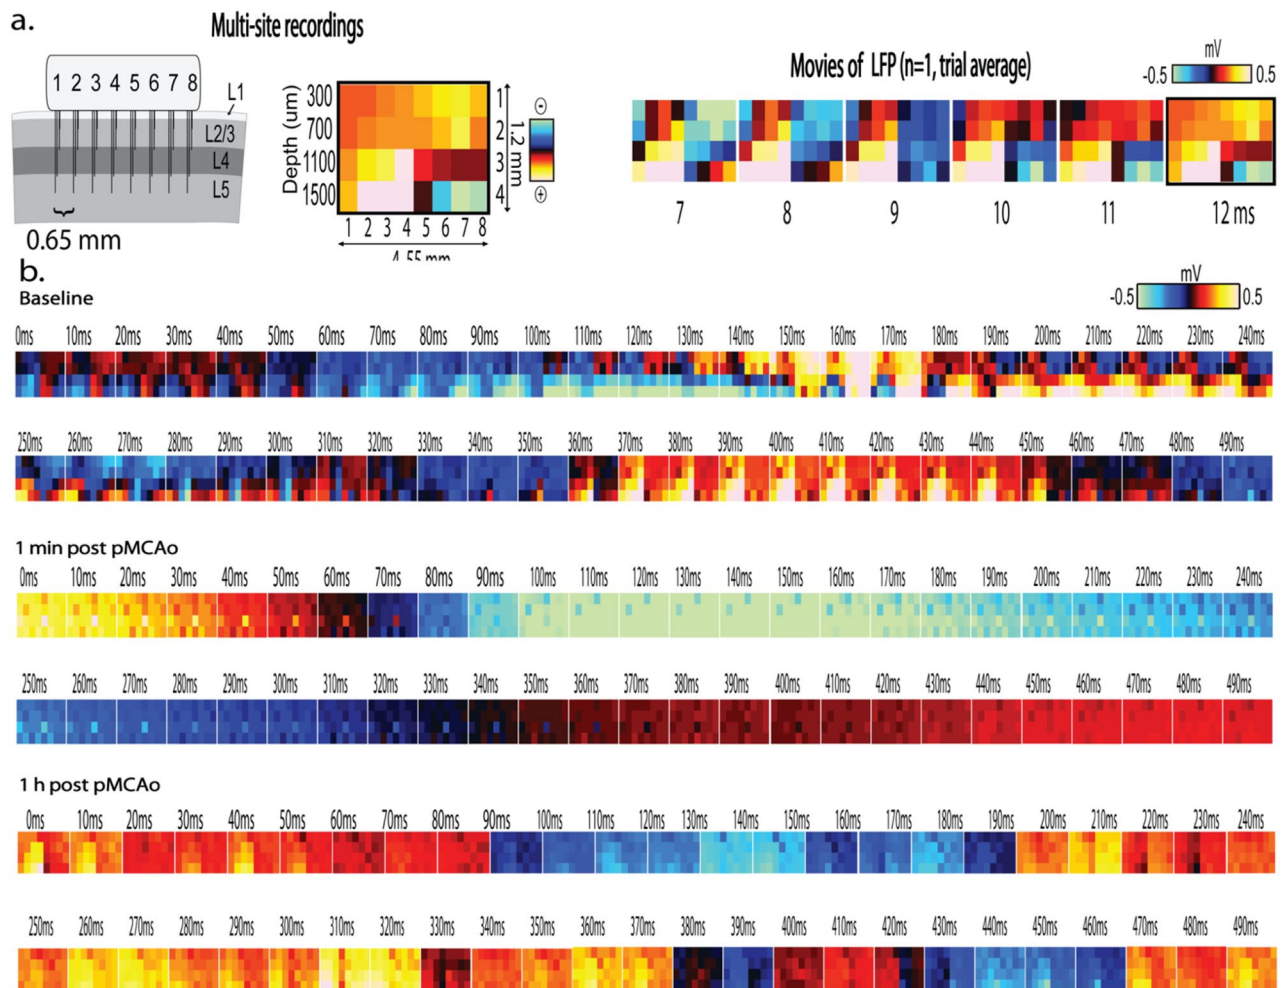 a.
Multi-site recordings
1 2 3 4 5 6 7 8
L1
L2/3
L4
L5
0.65 mm
Depth (um)
300
700
1100
1500
1
2
3
4
1.2 mm
1 2 3 4 5 6 7 8
4.55 mm
Movies of LFP (n=1, trial average)
mV
-0.5 0.5
7 8 9 10 11 12 ms
b.
mV
-0.5 0.5
Baseline
0ms 10ms 20ms 30ms 40ms 50ms 60ms 70ms 80ms 90ms 100ms 110ms 120ms 130ms 140ms 150ms 160ms 170ms 180ms 190ms 200ms 210ms 220ms 230ms 240ms
250ms 260ms 270ms 280ms 290ms 300ms 310ms 320ms 330ms 340ms 350ms 360ms 370ms 380ms 390ms 400ms 410ms 420ms 430ms 440ms 450ms 460ms 470ms 480ms 490ms
1 min post pMCAo
0ms 10ms 20ms 30ms 40ms 50ms 60ms 70ms 80ms 90ms 100ms 110ms 120ms 130ms 140ms 150ms 160ms 170ms 180ms 190ms 200ms 210ms 220ms 230ms 240ms
250ms 260ms 270ms 280ms 290ms 300ms 310ms 320ms 330ms 340ms 350ms 360ms 370ms 380ms 390ms 400ms 410ms 420ms 430ms 440ms 450ms 460ms 470ms 480ms 490ms
1 h post pMCAo
0ms 10ms 20ms 30ms 40ms 50ms 60ms 70ms 80ms 90ms 100ms 110ms 120ms 130ms 140ms 150ms 160ms 170ms 190ms 200ms 210ms 220ms 230ms 240ms
250ms 260ms 270ms 280ms 290ms 300ms 310ms 320ms 330ms 340ms 350ms 360ms 370ms 380ms 390ms 400ms 410ms 420ms 430ms 440ms 450ms 460ms 470ms 480ms 490ms